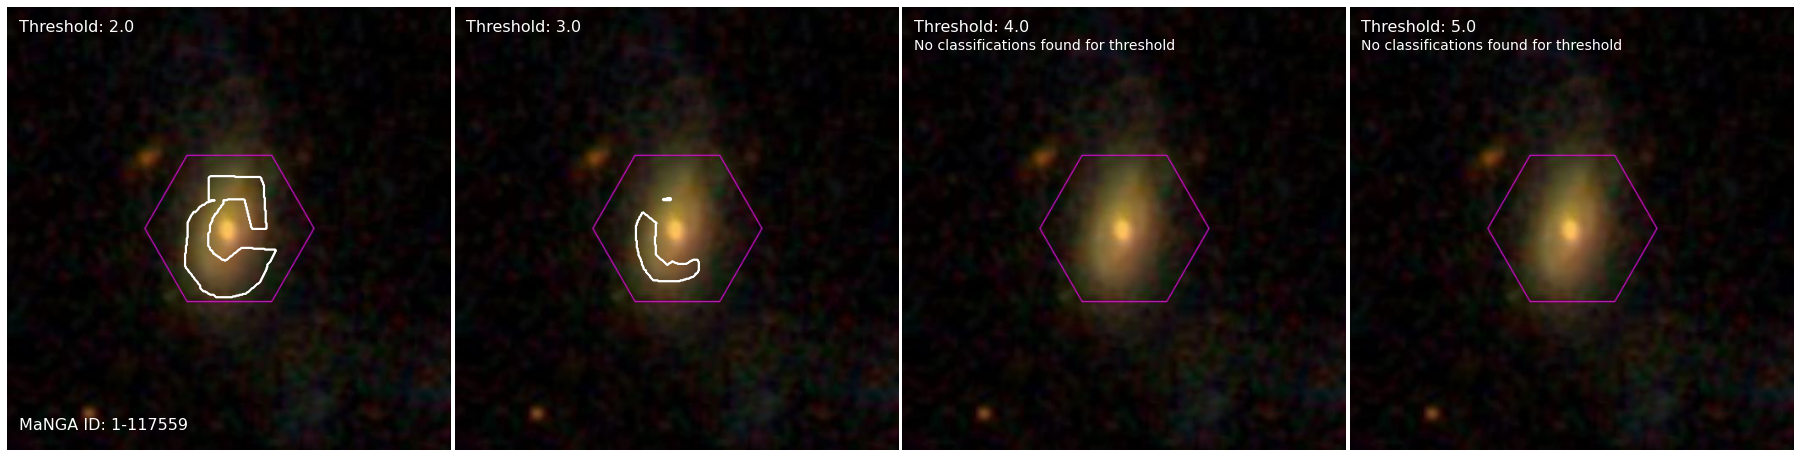 Threshold: 2.0
MaNGA ID: 1-117559
Threshold: 3.0
Threshold: 4.0
No classifications found for threshold
Threshold: 5.0
No classifications found for threshold